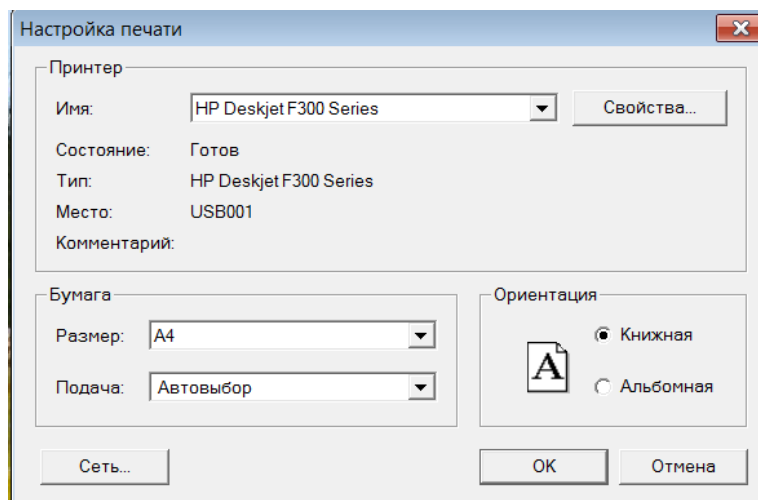 Настройка печати
Принтер
Имя: HP Deskjet F300 Series Свойства...
Состояние: Готов
Тип: HP Deskjet F300 Series
Место: USB001
Комментарий:
Бумага
Размер: A4
Подача: Автовыбор
Ориентация
A
Книжная
Альбомная
Сеть... OK Отмена